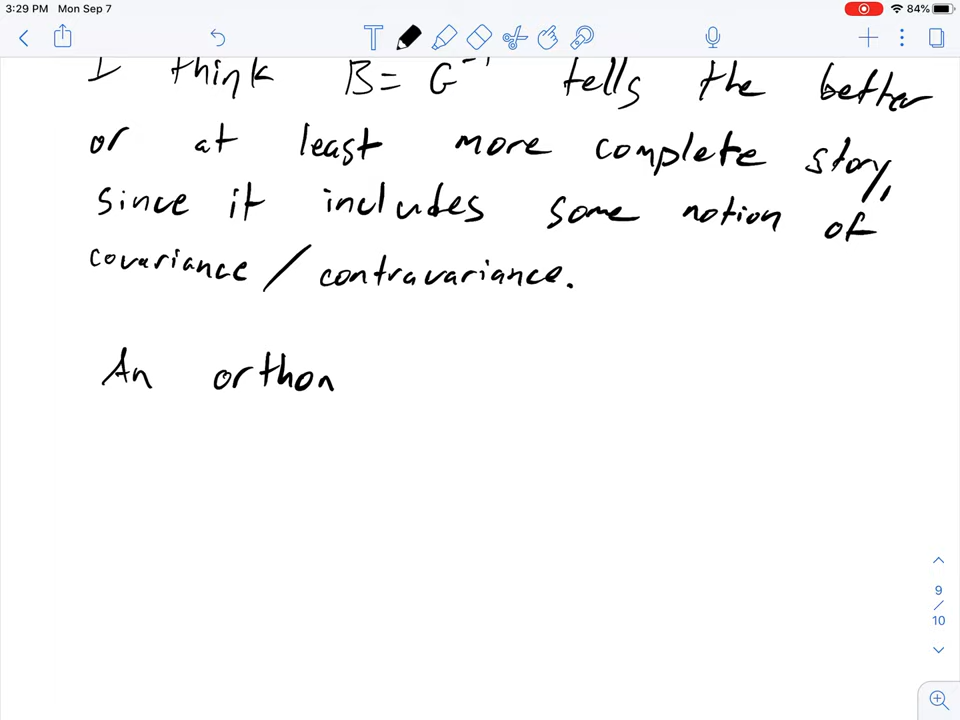 3:29 PM Mon Sep 7
84%
T
I think B = G⁻¹ tells the better
or at least more complete story,
since it includes some notion of
covariance / contravariance.
An orthon
9
/
10